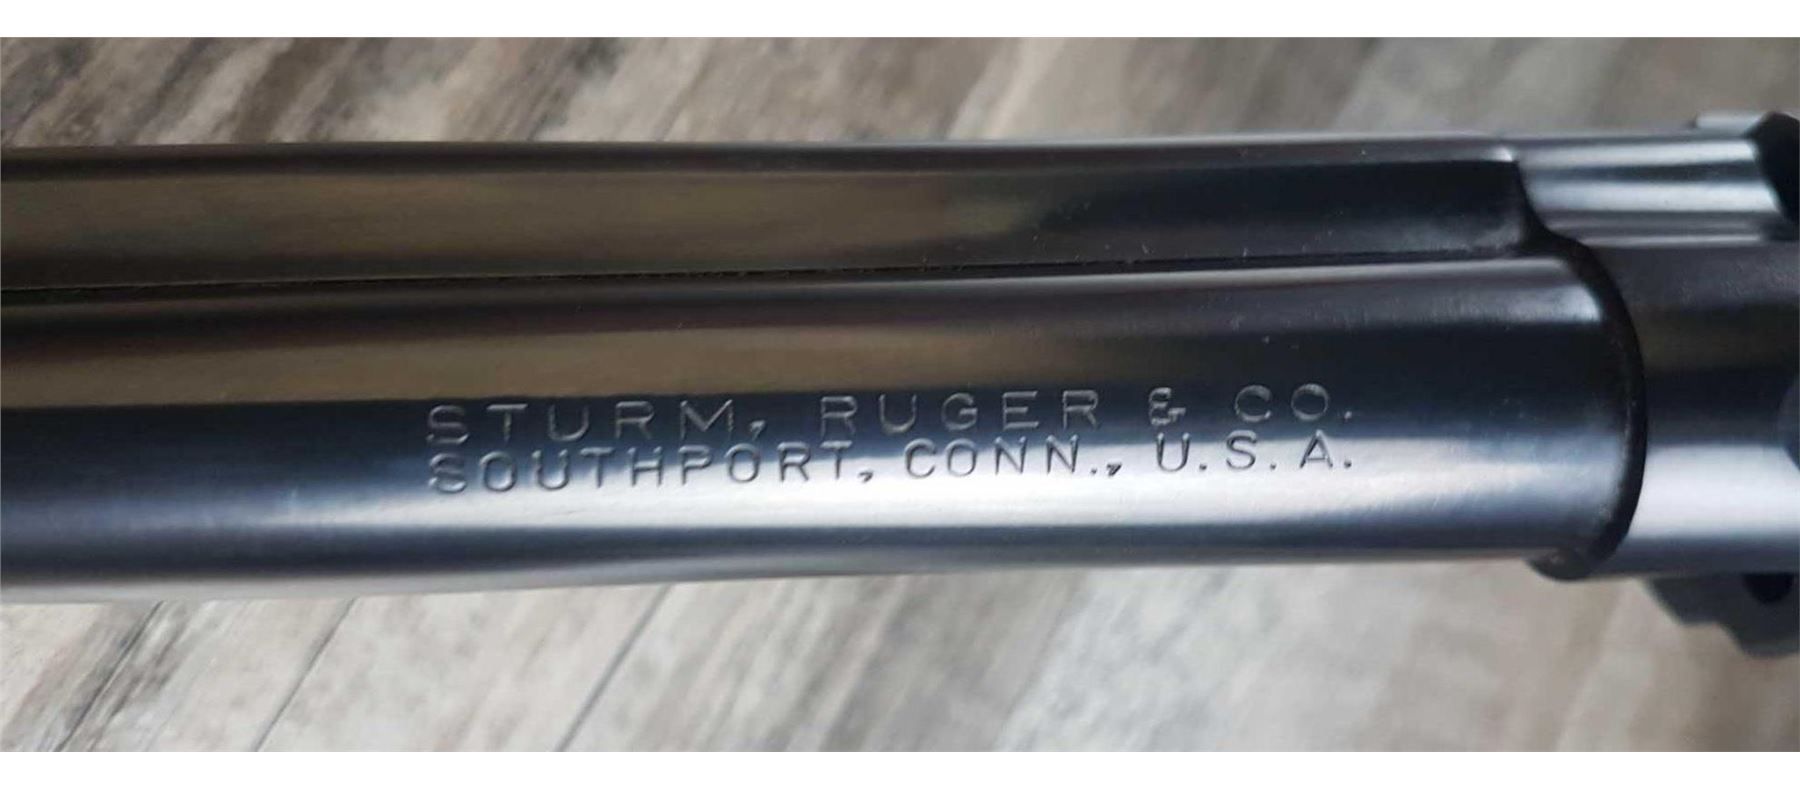 STURM, RUGER & CO.
SOUTHPORT, CONN., U.S.A.